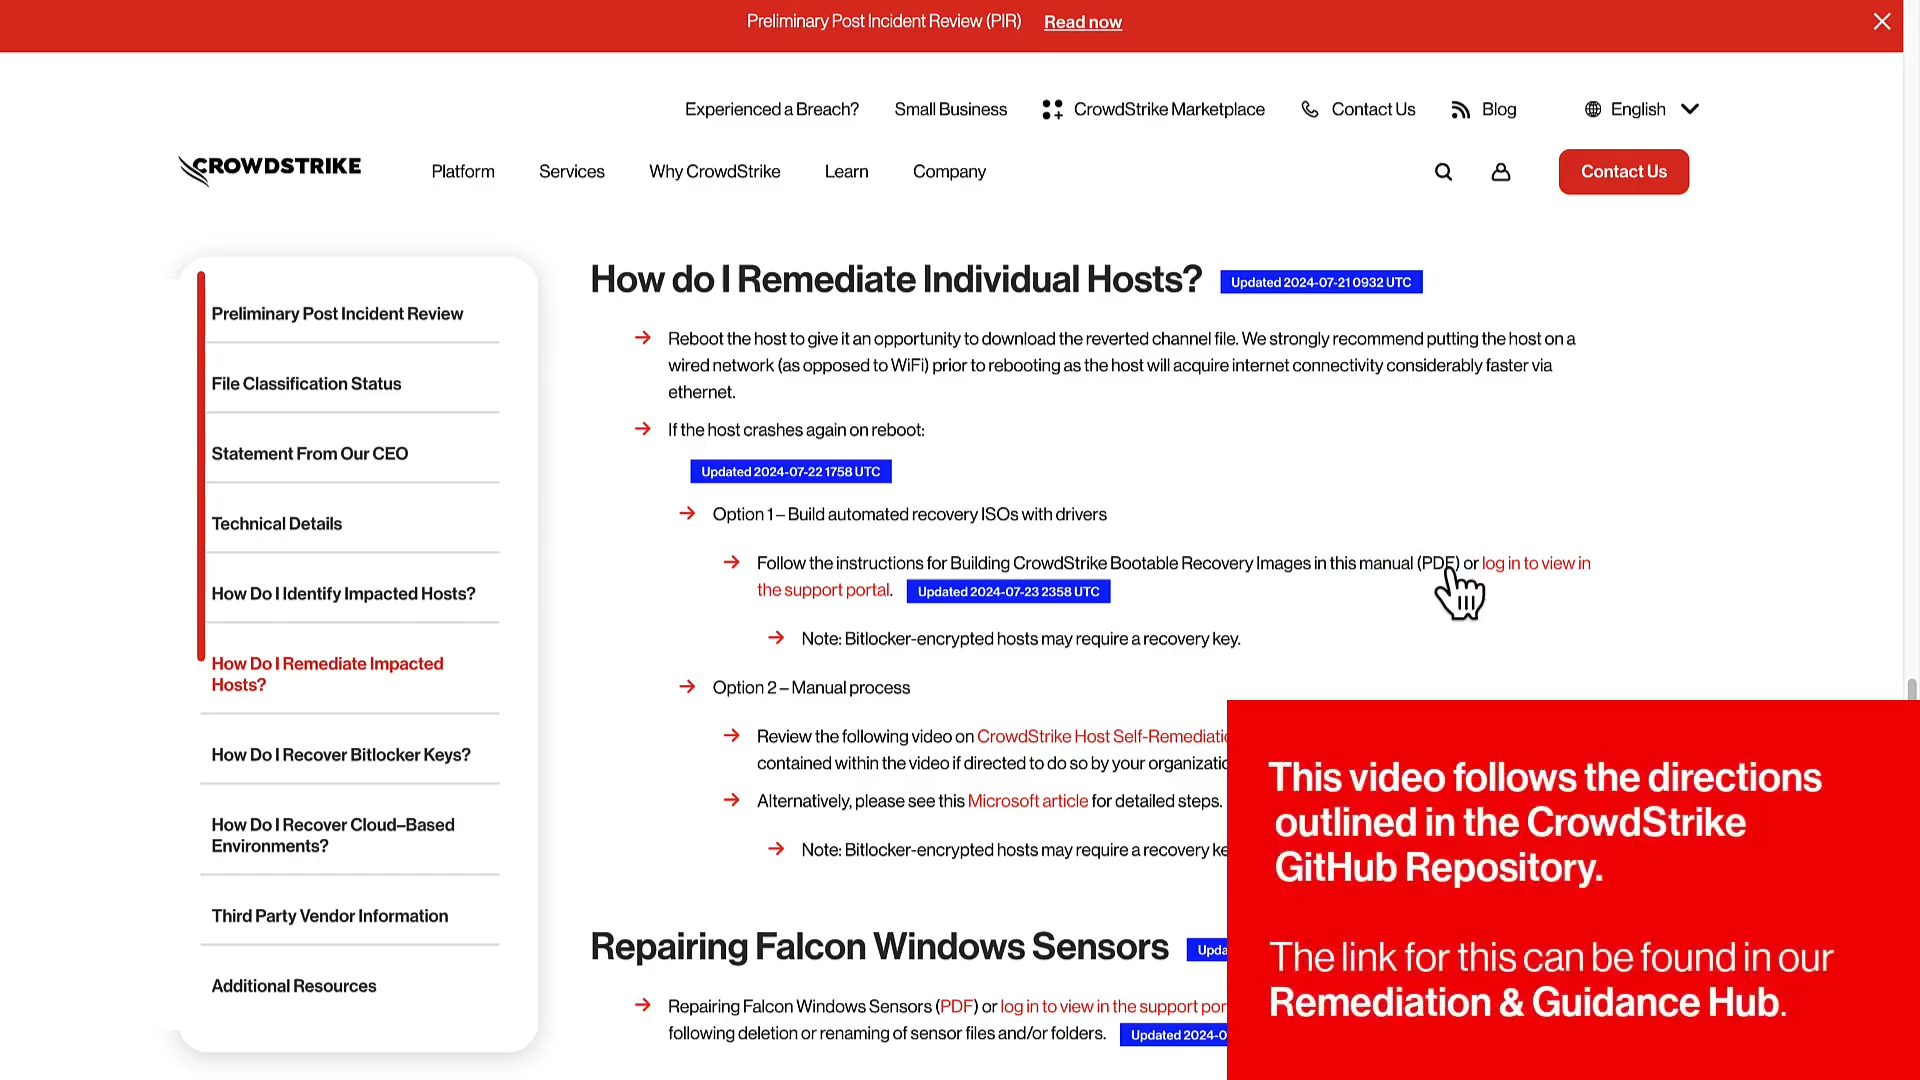 Preliminary Post Incident Review (PIR) Read now
Experienced a Breach? Small Business CrowdStrike Marketplace Contact Us Blog English
CROWDSTRIKE Platform Services Why CrowdStrike Learn Company Contact Us
Preliminary Post Incident Review
File Classification Status
Statement From Our CEO
Technical Details
How Do I Identify Impacted Hosts?
How Do I Remediate Impacted
Hosts?
How Do I Recover Bitlocker Keys?
How Do I Recover Cloud–Based
Environments?
Third Party Vendor Information
Additional Resources
How do I Remediate Individual Hosts? Updated 2024-07-21 0932 UTC
Reboot the host to give it an opportunity to download the reverted channel file. We strongly recommend putting the host on a
wired network (as opposed to WiFi) prior to rebooting as the host will acquire internet connectivity considerably faster via
ethernet.
If the host crashes again on reboot:
Updated 2024-07-22 1758 UTC
Option 1 – Build automated recovery ISOs with drivers
Follow the instructions for Building CrowdStrike Bootable Recovery Images in this manual (PDF) or log in to view in
the support portal. Updated 2024-07-23 2358 UTC
Note: Bitlocker-encrypted hosts may require a recovery key.
Option 2 – Manual process
Review the following video on CrowdStrike Host Self-Remediatio
contained within the video if directed to do so by your organizatio
Alternatively, please see this Microsoft article for detailed steps.
Note: Bitlocker-encrypted hosts may require a recovery ke
Repairing Falcon Windows Sensors Upda
Repairing Falcon Windows Sensors (PDF) or log in to view in the support por
following deletion or renaming of sensor files and/or folders. Updated 2024-0
This video follows the directions
outlined in the CrowdStrike
GitHub Repository.
The link for this can be found in our
Remediation & Guidance Hub.